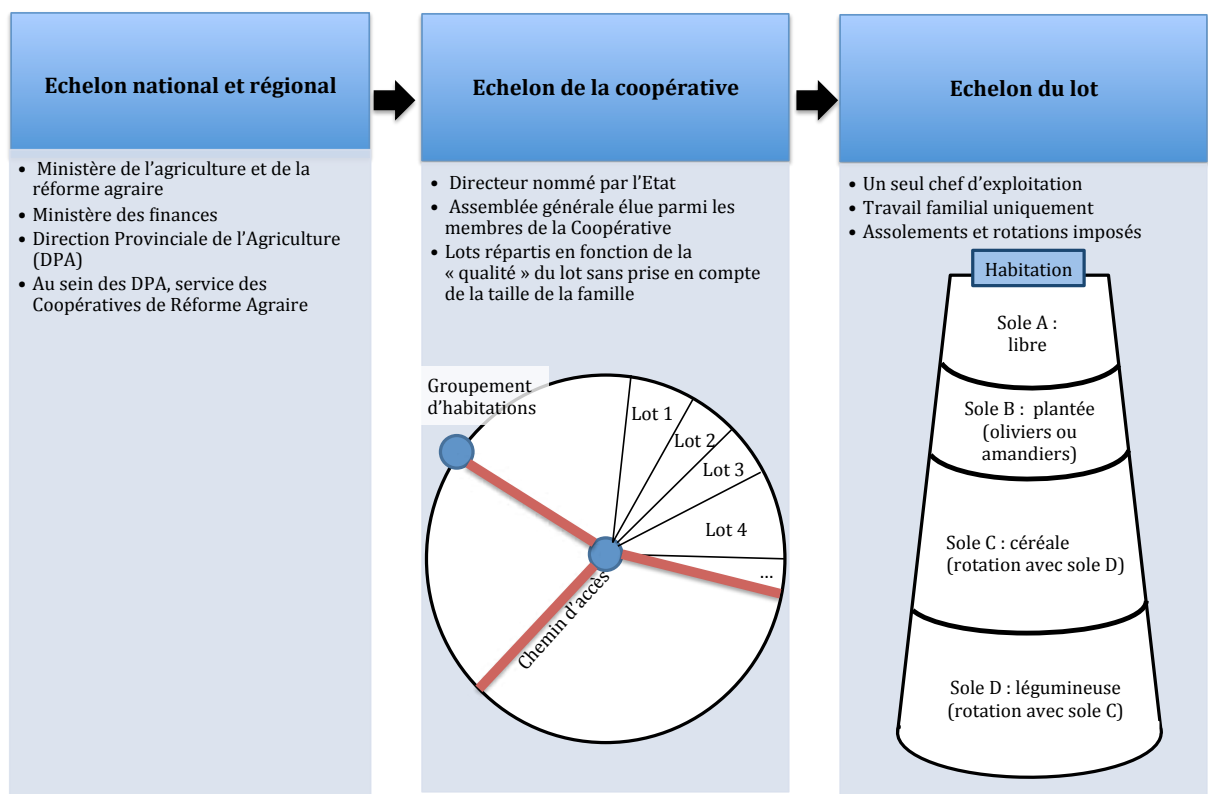 Echelon national et régional
• Ministère de l'agriculture et de la
réforme agraire
• Ministère des finances
• Direction Provinciale de l'Agriculture
(DPA)
• Au sein des DPA, service des
Coopératives de Réforme Agraire
Echelon de la coopérative
• Directeur nommé par l'Etat
• Assemblée générale élue parmi les
membres de la Coopérative
• Lots répartis en fonction de la
« qualité » du lot sans prise en compte
de la taille de la famille
Groupement
d'habitations
Lot 1
Lot 2
Lot 3
Lot 4
...
Chemin d'accès
Echelon du lot
• Un seul chef d'exploitation
• Travail familial uniquement
• Assolements et rotations imposés
Habitation
Sole A :
libre
Sole B : plantée
(oliviers ou
amandiers)
Sole C : céréale
(rotation avec sole D)
Sole D : légumineuse
(rotation avec sole C)